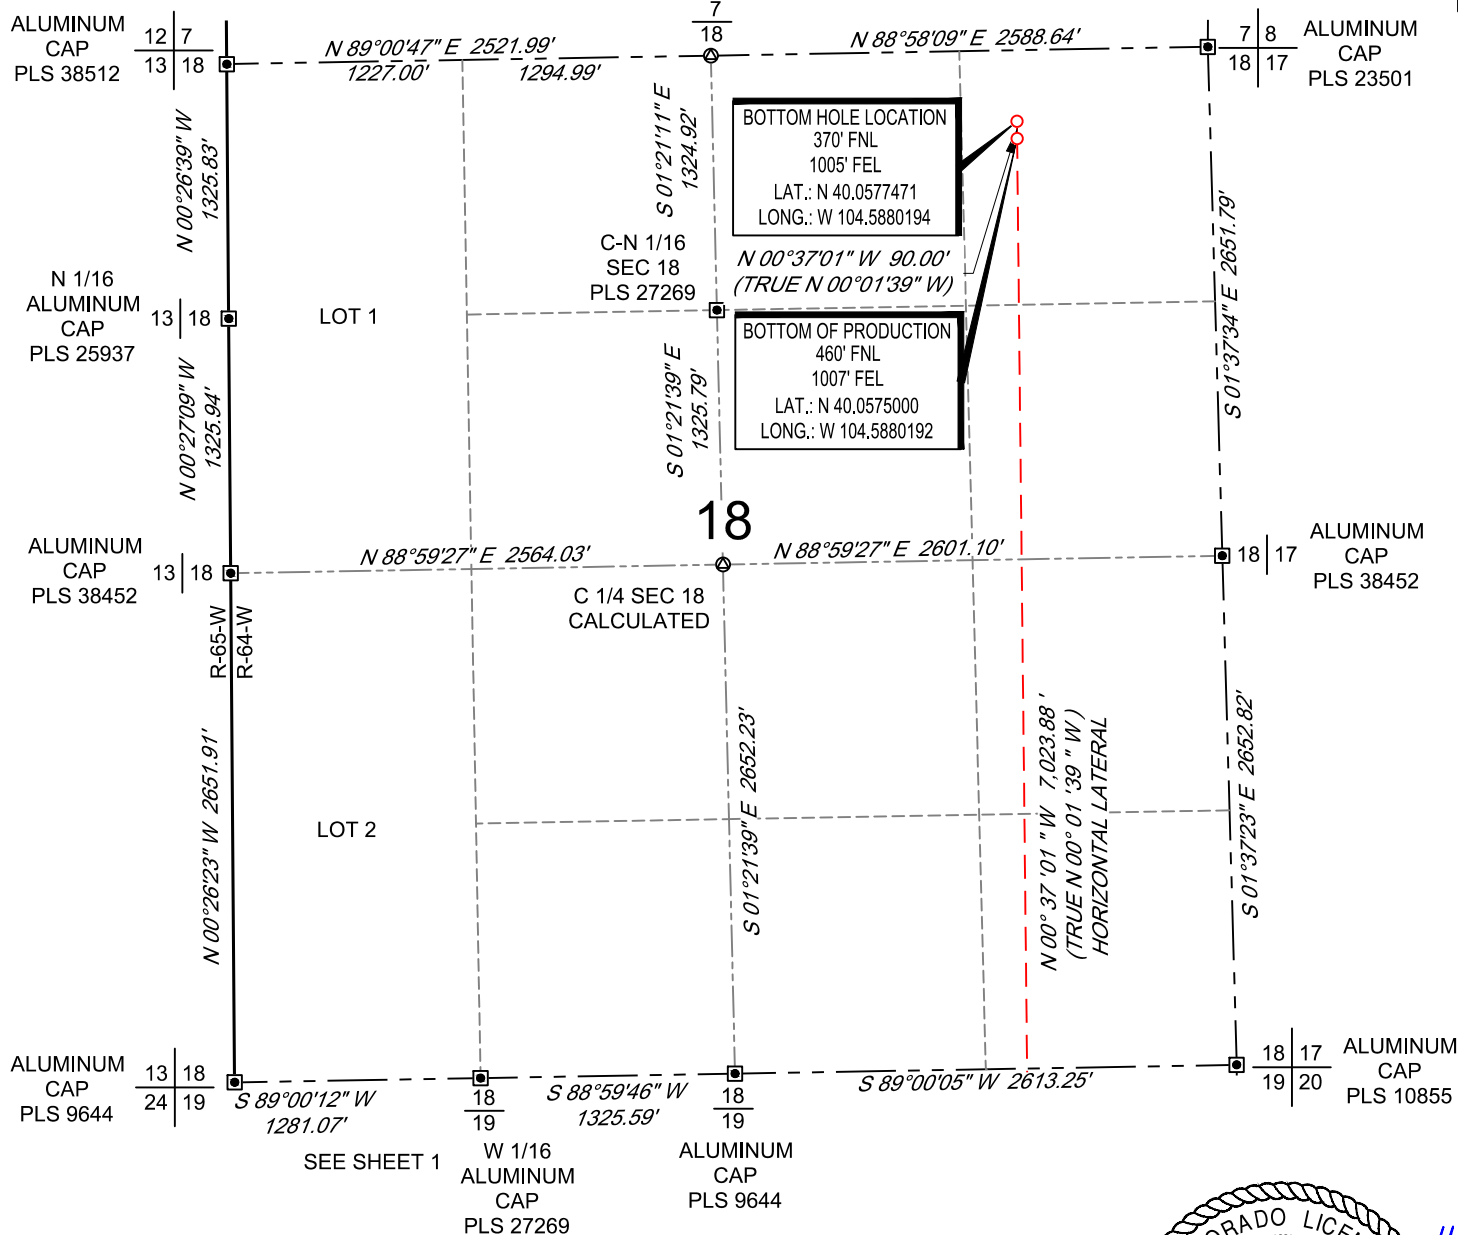 ALUMINUM
CAP
PLS 38512
12 7
13 18
N 89°00'47" E 2521.99'
1227.00' 1294.99'
7
18
N 88°58'09" E 2588.64'
7 8
18 17
ALUMINUM
CAP
PLS 23501
N 00°26'39" W
1325.83'
S 01°21'11" E
1324.92'
BOTTOM HOLE LOCATION
370' FNL
1005' FEL
LAT.: N 40.0577471
LONG.: W 104.5880194
S 01°37'34" E 2651.79'
C-N 1/16
SEC 18
PLS 27269
N 00°37'01" W 90.00'
(TRUE N 00°01'39" W)
N 1/16
ALUMINUM
CAP
PLS 25937
13 18
LOT 1
BOTTOM OF PRODUCTION
460' FNL
1007' FEL
LAT.: N 40.0575000
LONG.: W 104.5880192
N 00°27'09" W
1325.94'
S 01°21'39" E
1325.79'
18
ALUMINUM
CAP
PLS 38452
13 18
N 88°59'27" E 2564.03'
N 88°59'27" E 2601.10'
18 17
ALUMINUM
CAP
PLS 38452
C 1/4 SEC 18
CALCULATED
R-65-W
R-64-W
N 00°26'23" W 2651.91'
LOT 2
S 01°21'39" E 2652.23'
N 00° 37 '01 " W 7,023.88 '
(TRUE N 00° 01 '39 " W )
HORIZONTAL LATERAL
S 01°37'23" E 2652.82'
ALUMINUM
CAP
PLS 9644
13 18
24 19
S 89°00'12" W
1281.07'
18
19
S 88°59'46" W
1325.59'
18
19
S 89°00'05" W 2613.25'
18 17
19 20
ALUMINUM
CAP
PLS 10855
SEE SHEET 1
W 1/16
ALUMINUM
CAP
PLS 27269
ALUMINUM
CAP
PLS 9644